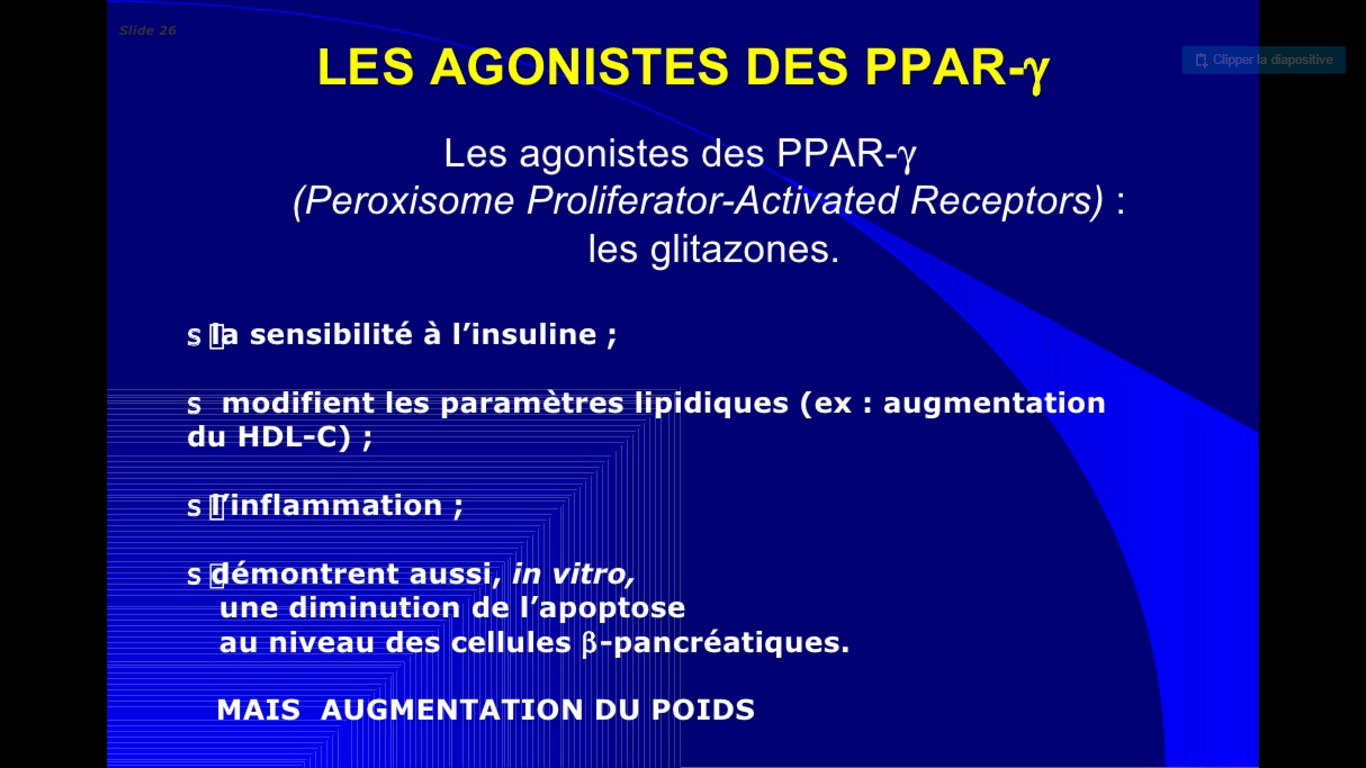 Slide 26
LES AGONISTES DES PPAR-γ
Clipper la diapositive
Les agonistes des PPAR-γ
(Peroxisome Proliferator-Activated Receptors) :
les glitazones.
s la sensibilité à l’insuline ;
s modifient les paramètres lipidiques (ex : augmentation
du HDL-C) ;
s l’inflammation ;
s démontrent aussi, in vitro,
une diminution de l’apoptose
au niveau des cellules β-pancréatiques.
MAIS AUGMENTATION DU POIDS